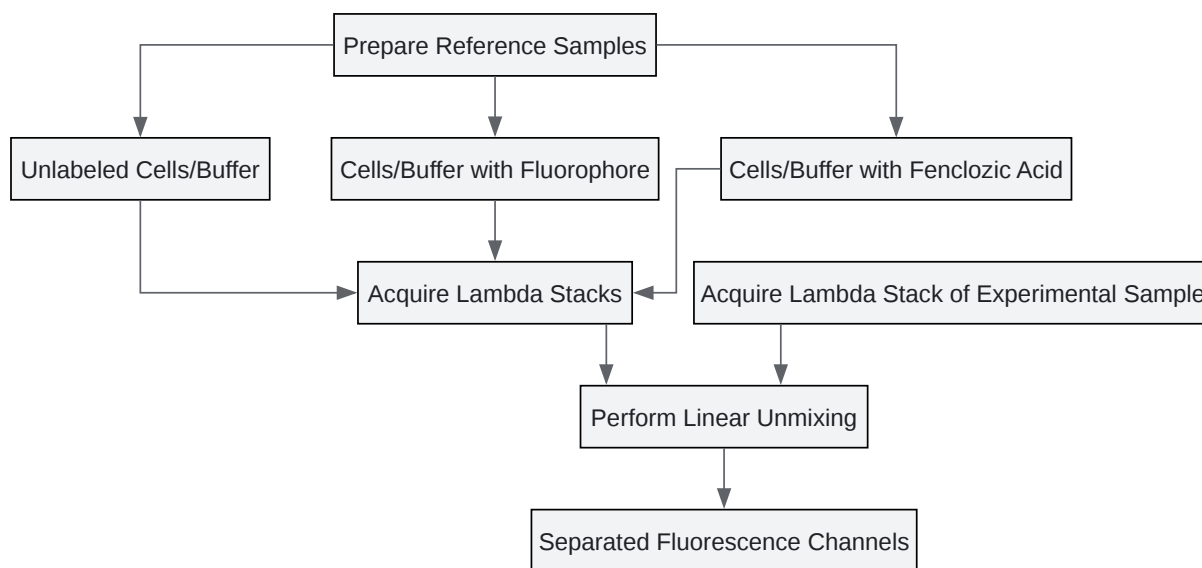 Prepare Reference Samples
Unlabeled Cells/Buffer
Cells/Buffer with Fluorophore
Cells/Buffer with Fenclozic Acid
Acquire Lambda Stacks
Acquire Lambda Stack of Experimental Sample
Perform Linear Unmixing
Separated Fluorescence Channels